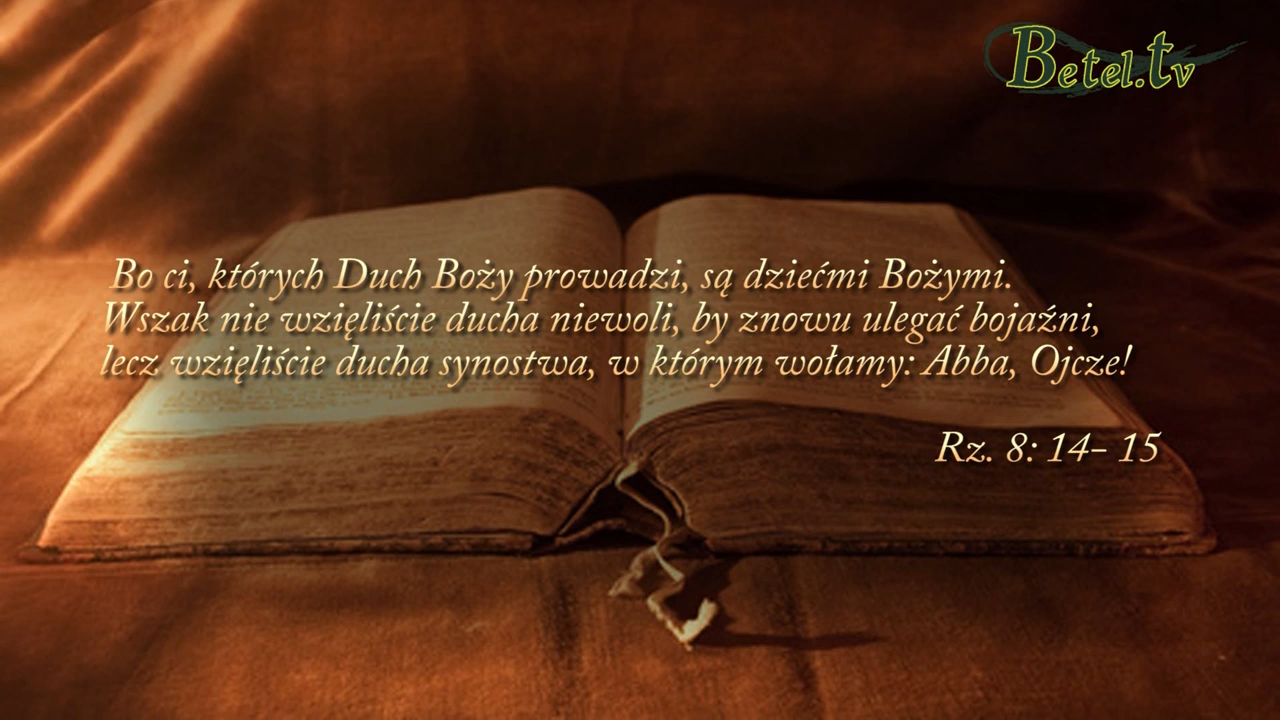 Betel.tv
Bo ci, których Duch Boży prowadzi, są dziećmi Bożymi.
Wszak nie wzięliście ducha niewoli, by znowu ulegać bojaźni,
lecz wzięliście ducha synostwa, w którym wołamy: Abba, Ojcze!
Rz. 8: 14- 15